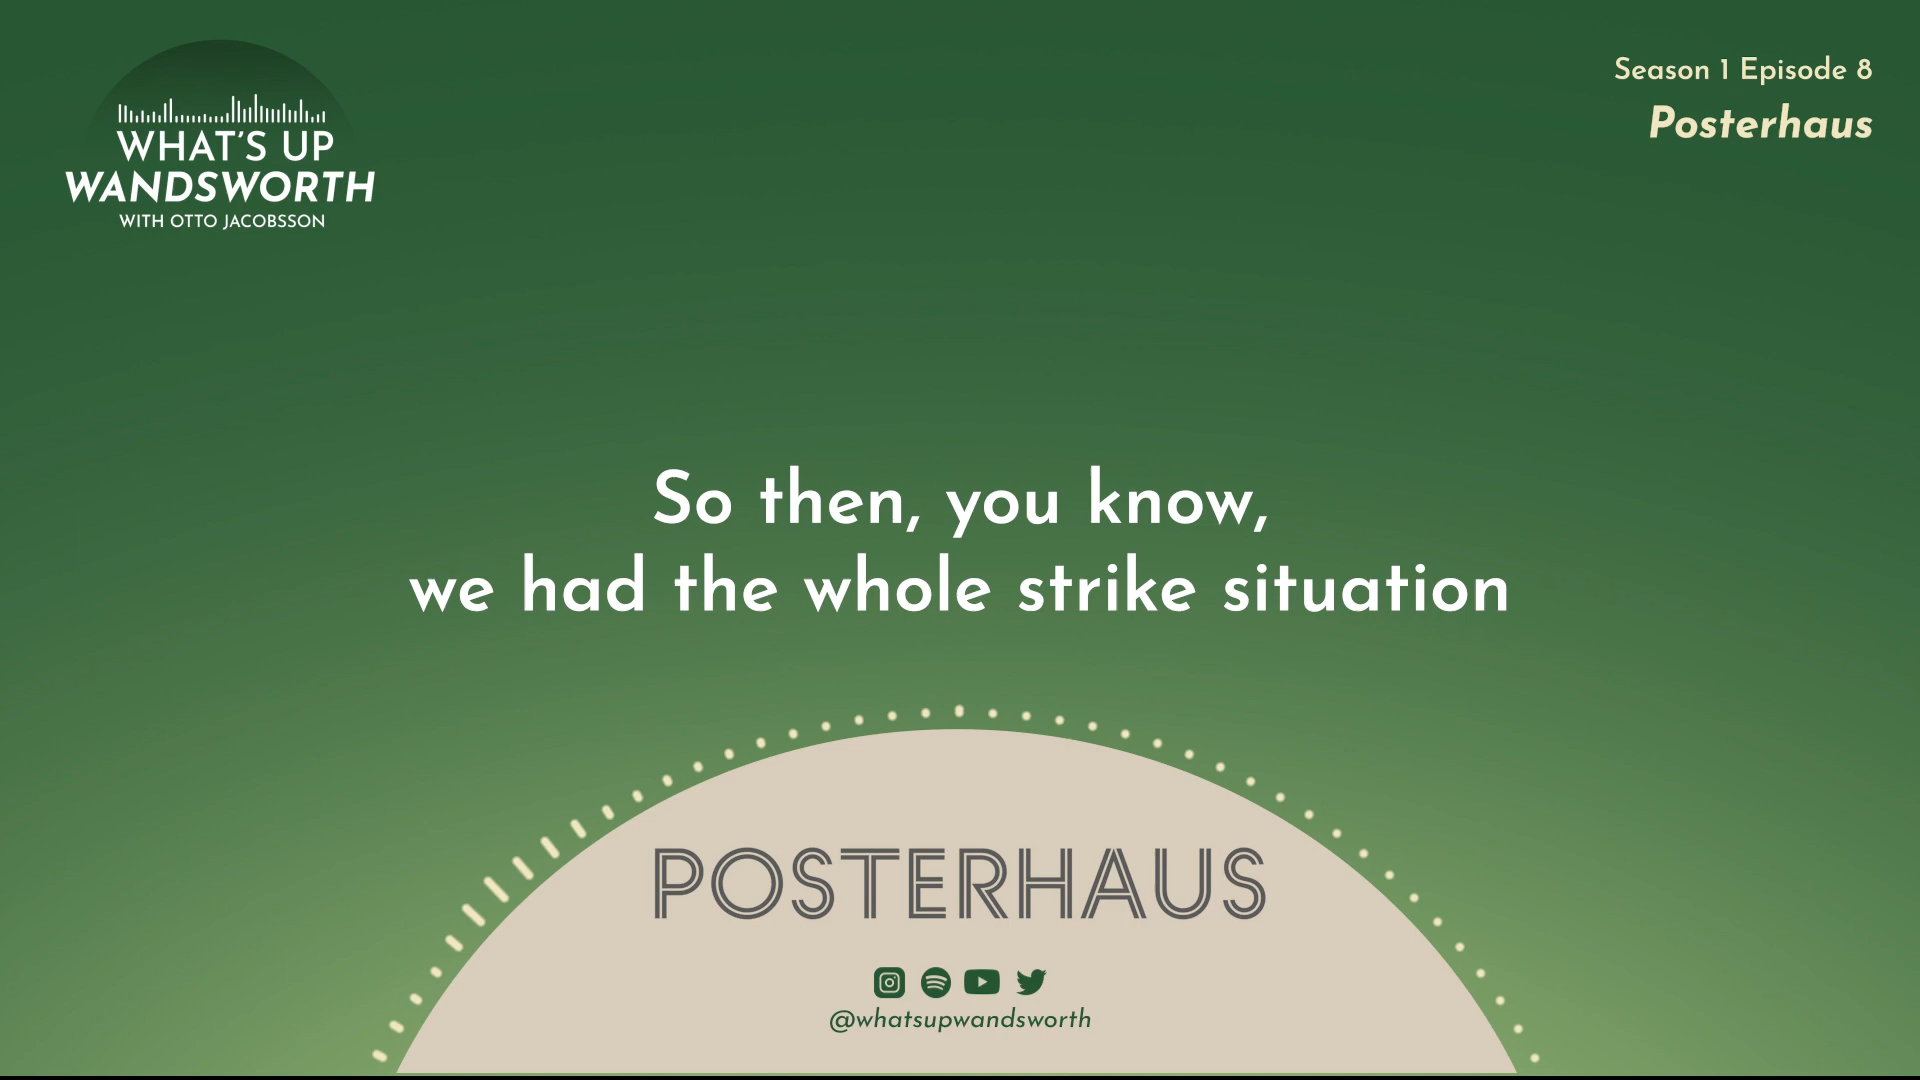 WHAT'S UP
WANDSWORTH
WITH OTTO JACOBSSON
Season 1 Episode 8
Posterhaus
So then, you know,
we had the whole strike situation
POSTERHAUS
@whatsupwandsworth